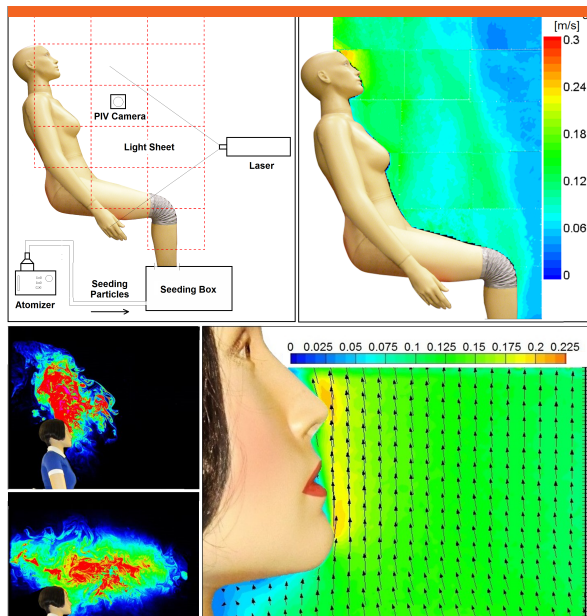 PIV Camera
Light Sheet
Laser
Seeding
Particles
Atomizer
Seeding Box
[m/s]
0.3
0.24
0.18
0.12
0.06
0
0 0.025 0.05 0.075 0.1 0.125 0.15 0.175 0.2 0.225